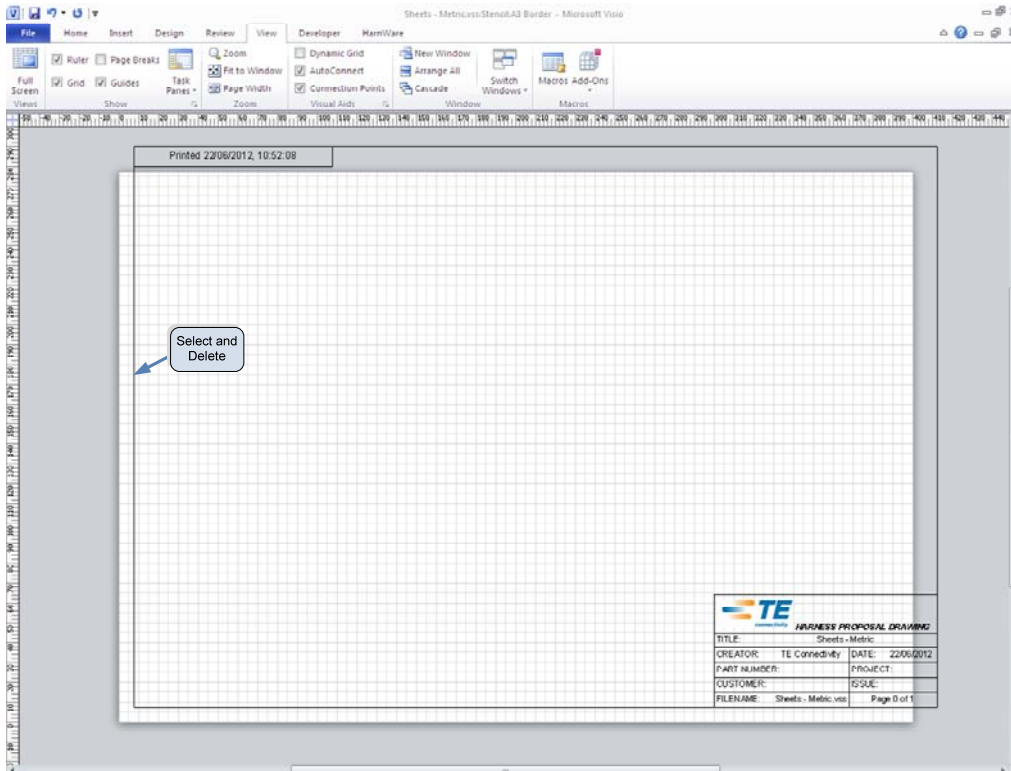 Sheets - Metric.vss:Stencil:A3 Border - Microsoft Visio
File Home Insert Design Review View Developer HarnWare
Full Screen
Views
Ruler Page Breaks
Grid Guides
Task Panes
Show
Zoom
Fit to Window
Page Width
Zoom
Dynamic Grid
AutoConnect
Connection Points
Visual Aids
New Window
Arrange All
Cascade
Switch Windows
Window
Macros Add-Ons
Macros
Printed 22/06/2012, 10:52:08
Select and
Delete
TE
connectivity
HARNESS PROPOSAL DRAWING
TITLE: Sheets - Metric
CREATOR: TE Connectivity DATE: 22/06/2012
PART NUMBER: PROJECT:
CUSTOMER: ISSUE:
FILENAME: Sheets - Metric.vss Page 0 of 1